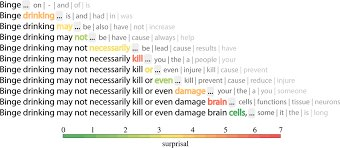 Binge ... on | - | and | of | is
Binge drinking ... is | and | had | in | was
Binge drinking may ... be | also | have | not | increase
Binge drinking may not ... be | have | cause | always | help
Binge drinking may not necessarily ... be | lead | cause | results | have
Binge drinking may not necessarily kill ... you | the | a | people | your
Binge drinking may not necessarily kill or ... even | injure | kill | cause | prevent
Binge drinking may not necessarily kill or even ... kill | prevent | cause | reduce | injure
Binge drinking may not necessarily kill or even damage ... your | the | a | you | someone
Binge drinking may not necessarily kill or even damage brain ... cells | functions | tissue | neurons
Binge drinking may not necessarily kill or even damage brain cells, ... some | it | the | is | long
0 1 2 3 4 5 6 7
surprisal